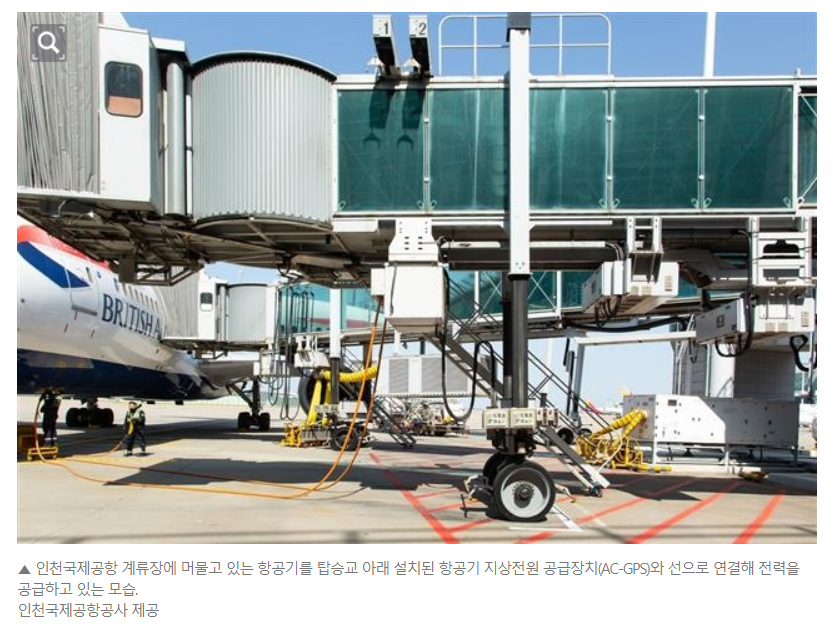 1
2
BRITISH A
▲ 인천국제공항 계류장에 머물고 있는 항공기를 탑승교 아래 설치된 항공기 지상전원 공급장치(AC-GPS)와 선으로 연결해 전력을
공급하고 있는 모습.
인천국제공항공사 제공